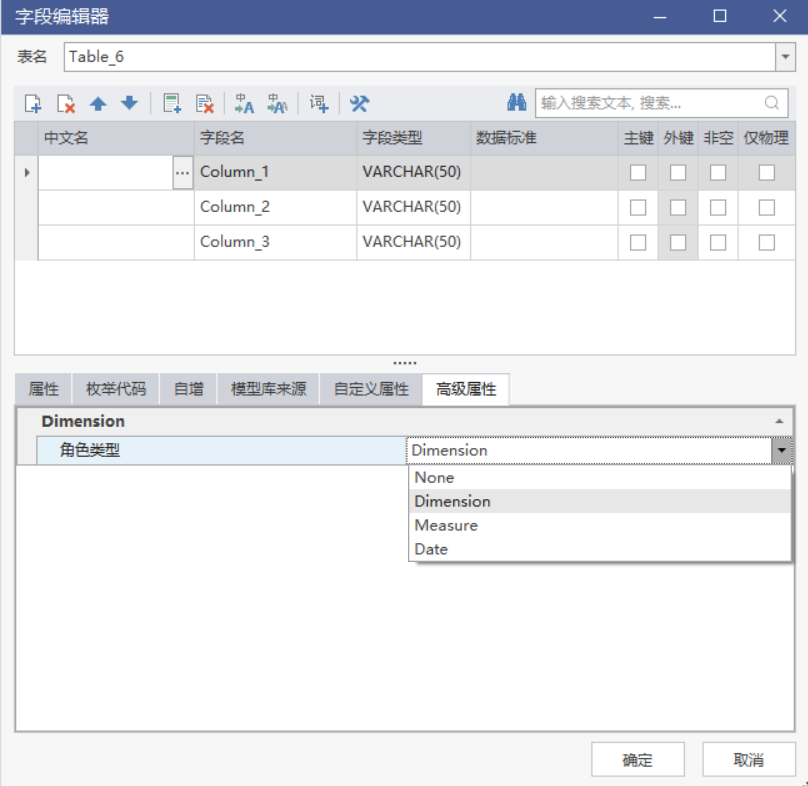 字段编辑器
表名 Table_6
输入搜索文本, 搜索...
中文名 字段名 字段类型 数据标准 主键 外键 非空 仅物理
Column_1 VARCHAR(50)
Column_2 VARCHAR(50)
Column_3 VARCHAR(50)
属性 枚举代码 自增 模型库来源 自定义属性 高级属性
Dimension
角色类型 Dimension
None
Dimension
Measure
Date
确定 取消